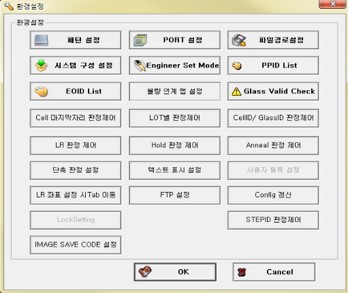 환경설정
환경설정
패턴 설정
PORT 설정
파일경로설정
시스템 구성 설정
Engineer Set Mode
PPID List
EOID List
불량 연계 맵 설정
Glass Valid Check
Cell 마지막자리 판정제어
LOT별 판정제어
CellID/ GlassID 판정제어
LR 판정 제어
Hold 판정 제어
Anneal 판정 제어
단축 판정 설정
텍스트 표시 설정
사용자 등록 설정
LR 좌표 설정 시Tab 이동
FTP 설정
Config 갱신
LockSetting
STEPID 판정제어
IMAGE SAVE CODE 설정
OK
Cancel